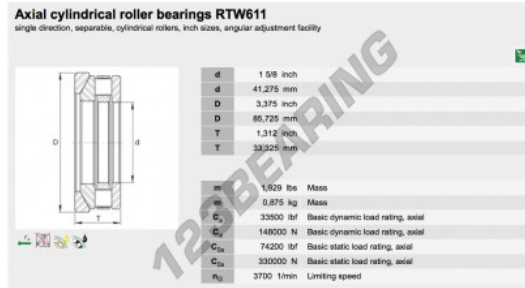 Axial cylindrical roller bearings RTW611
single direction, separable, cylindrical rollers, inch sizes, angular adjustment facility
D
d
T
d 1 5/8 inch
d 41,275 mm
D 3,375 inch
D 85,725 mm
T 1,312 inch
T 33,325 mm
m 1,929 lbs Mass
m 0,875 kg Mass
Ca 33500 lbf Basic dynamic load rating, axial
Ca 148000 N Basic dynamic load rating, axial
C0a 74200 lbf Basic static load rating, axial
C0a 330000 N Basic static load rating, axial
nG 3700 1/min Limiting speed
123BEARING